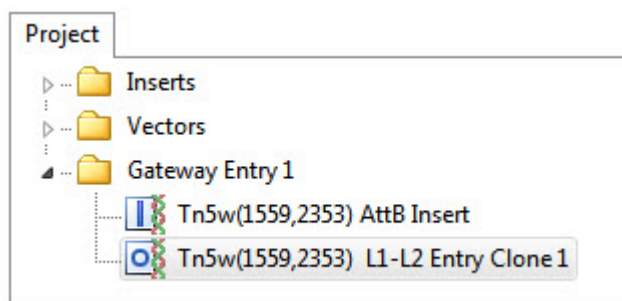 Project
Inserts
Vectors
Gateway Entry 1
Tn5w(1559,2353) AttB Insert
Tn5w(1559,2353) L1-L2 Entry Clone 1